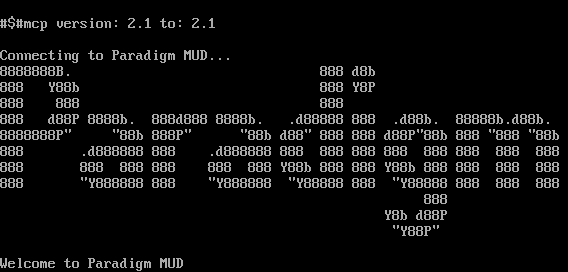 #$#mcp version: 2.1 to: 2.1
Connecting to Paradigm MUD...
8888888B.                               888 d8b
888   Y88b                              888 Y8P
888    888                              888
888   d88P 8888b.  888d888 8888b.   .d88888 888  .d88b.  88888b.d88b.
8888888P"     "88b 888P"      "88b d88" 888 888 d88P"88b 888 "888 "88b
888       .d888888 888    .d888888 888  888 888 888  888 888  888  888
888       888  888 888    888  888 Y88b 888 888 Y88b 888 888  888  888
888       "Y888888 888    "Y888888  "Y88888 888  "Y88888 888  888  888
888
Y8b d88P
"Y88P"
Welcome to Paradigm MUD